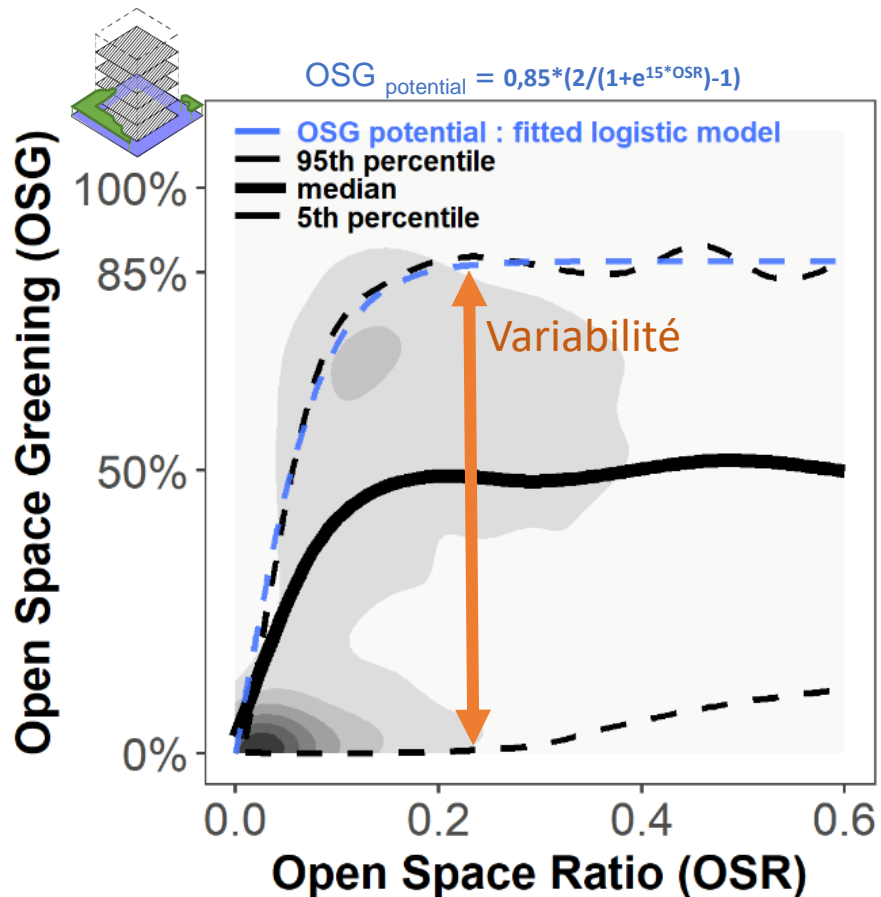 OSG potential = 0,85*(2/(1+e^15*OSR)-1)
OSG potential : fitted logistic model
95th percentile
median
5th percentile
Open Space Greening (OSG)
100%
85%
50%
0%
Variabilité
0.0 0.2 0.4 0.6
Open Space Ratio (OSR)